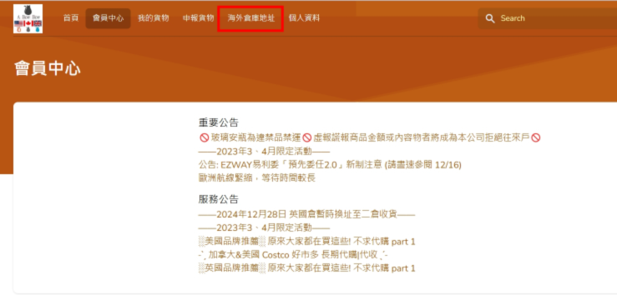 首頁 會員中心 我的貨物 申報貨物 海外倉庫地址 個人資料 Search
會員中心
重要公告
🚫玻璃安瓶為違禁品禁運🚫虛報誤報商品金額或內容物者將成為本公司拒絕往來戶🚫
——2023年3、4月限定活動——
公告: EZWAY易利委「預先委任2.0」新制注意 (請盡速參閱 12/16)
歐洲航線緊縮，等待時間較長
服務公告
——2024年12月28日 英國倉暫時換址至二倉收貨——
——2023年3、4月限定活動——
░英國品牌推薦░ 原來大家都在買這些! 不求代購 part 1
-ˋˏ 加拿大&美國 Costco 好市多 長期代購|代收 ˎˊ-
░英國品牌推薦░ 原來大家都在買這些! 不求代購 part 1